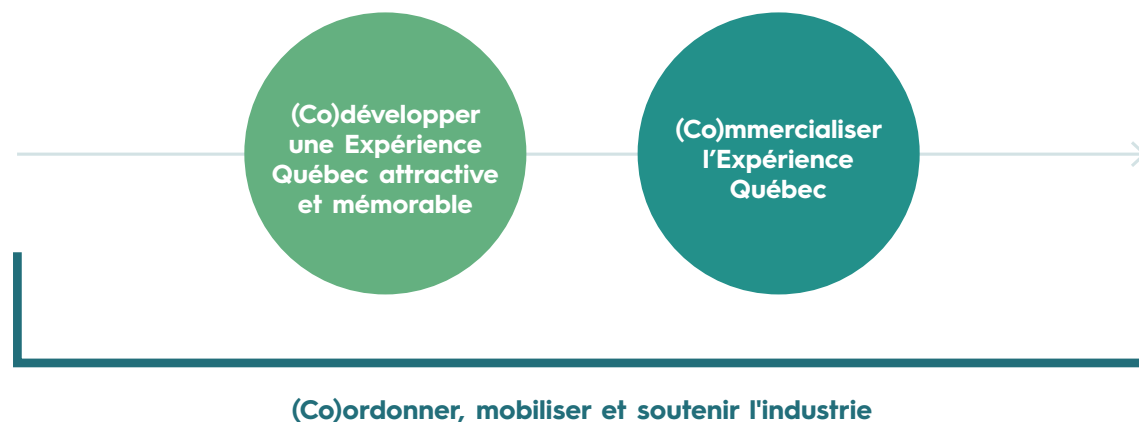 (Co)développer
une Expérience
Québec attractive
et mémorable
(Co)mmercialiser
l’Expérience
Québec
(Co)ordonner, mobiliser et soutenir l'industrie